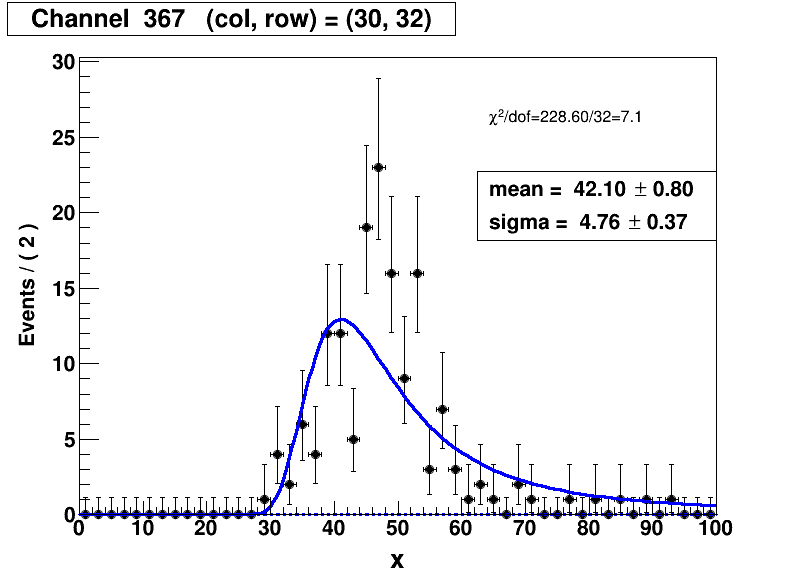 Channel 367 (col, row) = (30, 32)
χ²/dof=228.60/32=7.1
mean = 42.10 ± 0.80
sigma = 4.76 ± 0.37
Events / ( 2 )
30
25
20
15
10
5
0
0 10 20 30 40 50 60 70 80 90 100
x